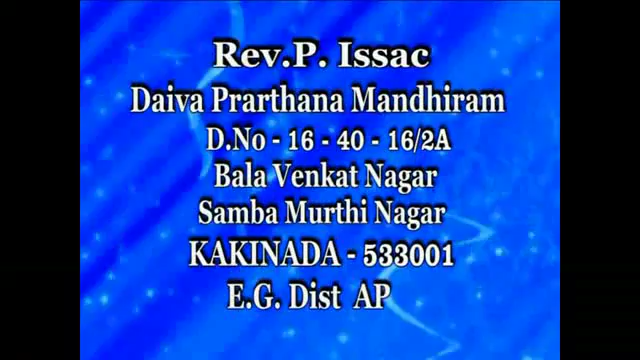 Rev.P. Issac
Daiva Prarthana Mandhiram
D.No - 16 - 40 - 16/2A
Bala Venkat Nagar
Samba Murthi Nagar
KAKINADA - 533001
E.G. Dist AP